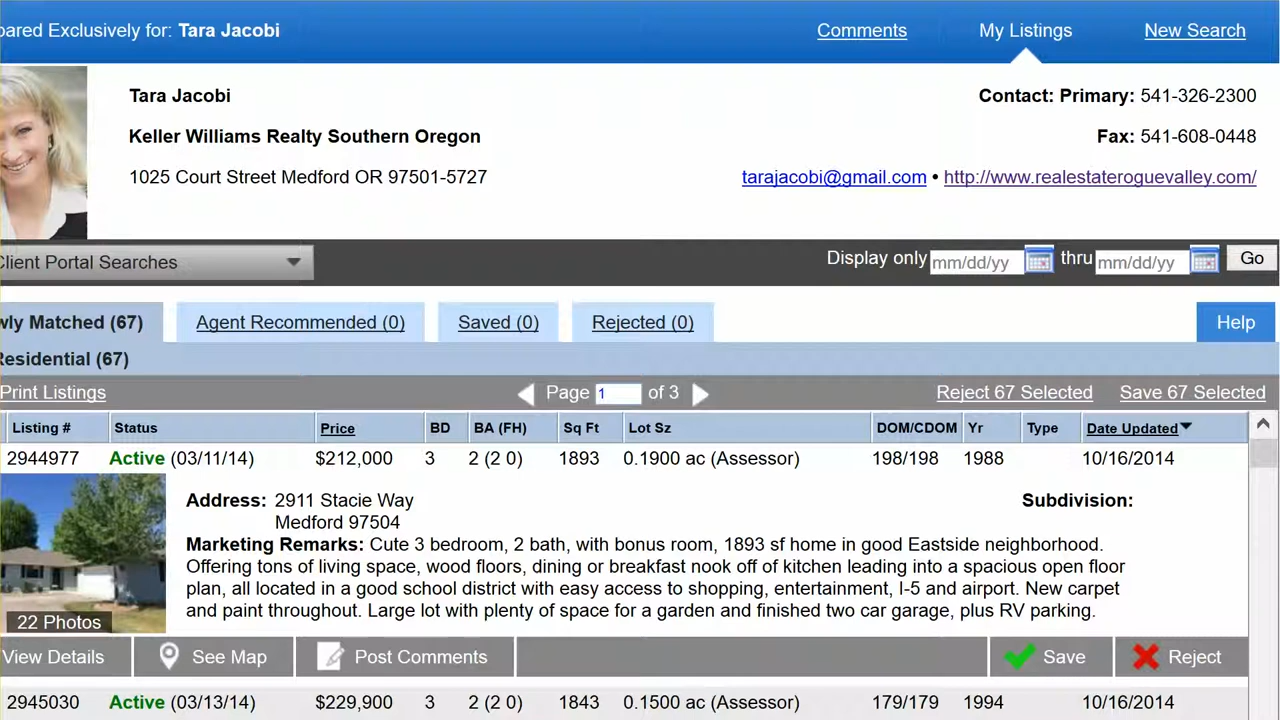 pared Exclusively for: Tara Jacobi
Comments
My Listings
New Search
Tara Jacobi
Contact: Primary: 541-326-2300
Keller Williams Realty Southern Oregon
Fax: 541-608-0448
1025 Court Street Medford OR 97501-5727
tarajacobi@gmail.com • http://www.realestateroguevalley.com/
Client Portal Searches
Display only mm/dd/yy thru mm/dd/yy Go
wly Matched (67)
Agent Recommended (0)
Saved (0)
Rejected (0)
Help
Residential (67)
Print Listings
Page 1 of 3
Reject 67 Selected
Save 67 Selected
Listing # Status Price BD BA (FH) Sq Ft Lot Sz DOM/CDOM Yr Type Date Updated
2944977 Active (03/11/14) $212,000 3 2 (2 0) 1893 0.1900 ac (Assessor) 198/198 1988 10/16/2014
Address: 2911 Stacie Way
Subdivision:
Medford 97504
Marketing Remarks: Cute 3 bedroom, 2 bath, with bonus room, 1893 sf home in good Eastside neighborhood.
Offering tons of living space, wood floors, dining or breakfast nook off of kitchen leading into a spacious open floor
plan, all located in a good school district with easy access to shopping, entertainment, I-5 and airport. New carpet
and paint throughout. Large lot with plenty of space for a garden and finished two car garage, plus RV parking.
22 Photos
View Details
See Map
Post Comments
Save
Reject
2945030 Active (03/13/14) $229,900 3 2 (2 0) 1843 0.1500 ac (Assessor) 179/179 1994 10/16/2014